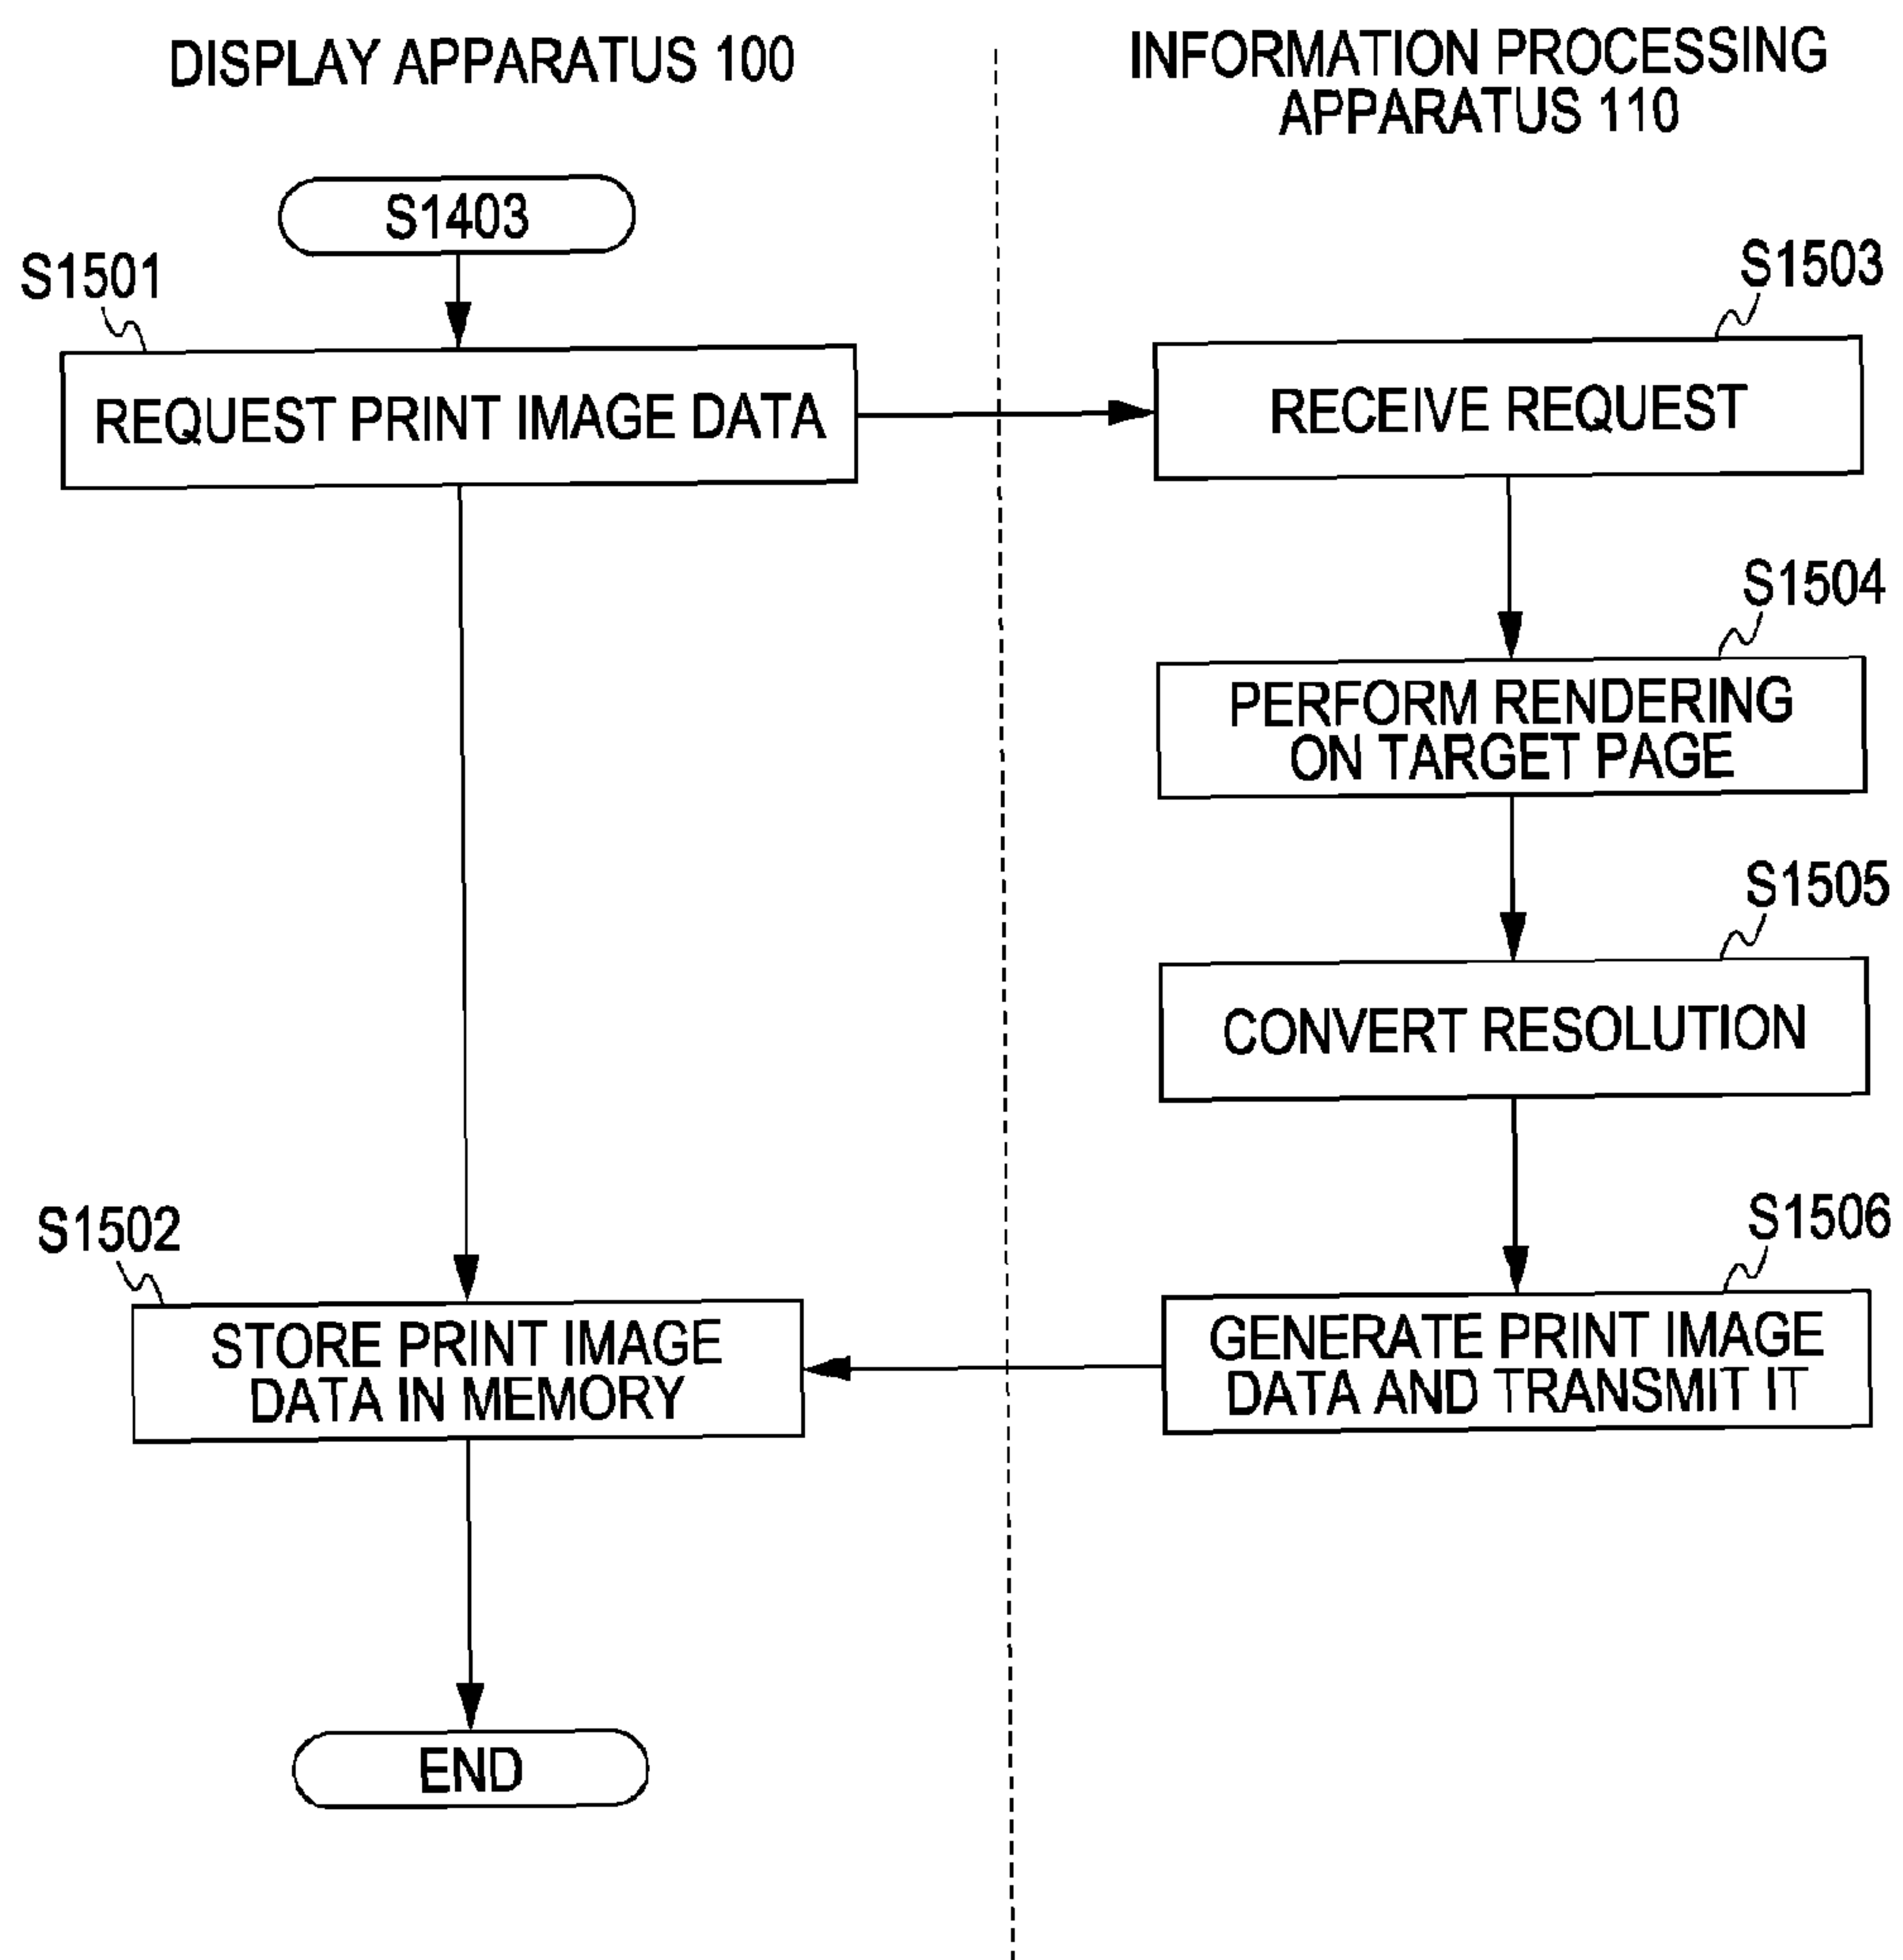 DISPLAY APPARATUS 100
INFORMATION PROCESSING
APPARATUS 110
S1403
S1501
REQUEST PRINT IMAGE DATA
S1503
RECEIVE REQUEST
S1504
PERFORM RENDERING
ON TARGET PAGE
S1505
CONVERT RESOLUTION
S1502
STORE PRINT IMAGE
DATA IN MEMORY
S1506
GENERATE PRINT IMAGE
DATA AND TRANSMIT IT
END